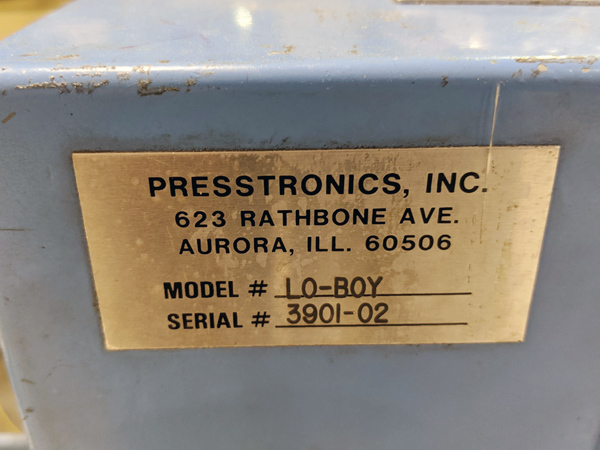 PRESSTRONICS, INC.
623 RATHBONE AVE.
AURORA, ILL. 60506
MODEL # LO-BOY
SERIAL # 3901-02